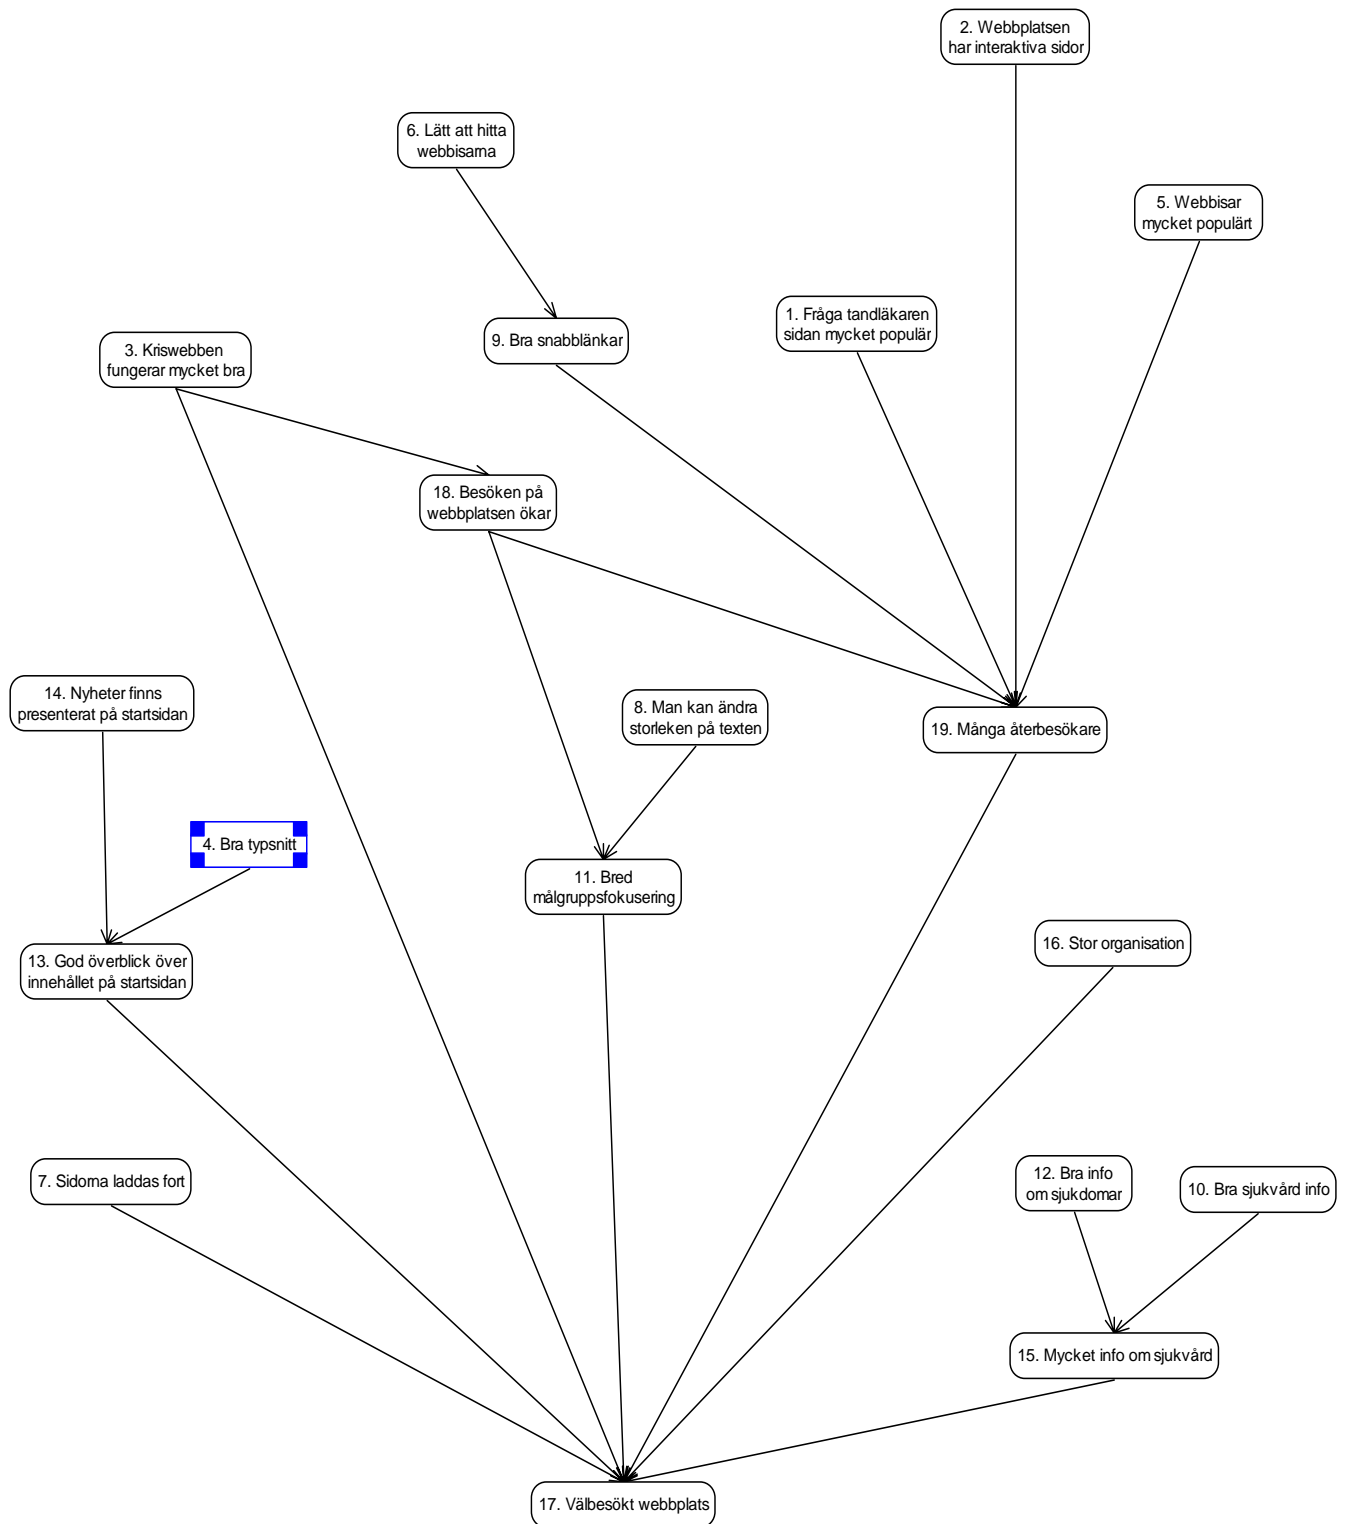 2. Webbplatsen
har interaktiva sidor
6. Lätt att hitta
webbisarna
5. Webbisar
mycket populärt
1. Fråga tandläkaren
sidan mycket populär
9. Bra snabblänkar
3. Kriswebben
fungerar mycket bra
18. Besöken på
webbplatsen ökar
14. Nyheter finns
presenterat på startsidan
8. Man kan ändra
storleken på texten
19. Många återbesökare
4. Bra typsnitt
11. Bred
målgruppsfokusering
16. Stor organisation
13. God överblick över
innehållet på startsidan
7. Sidorna laddas fort
12. Bra info
om sjukdomar
10. Bra sjukvård info
15. Mycket info om sjukvård
17. Välbesökt webbplats